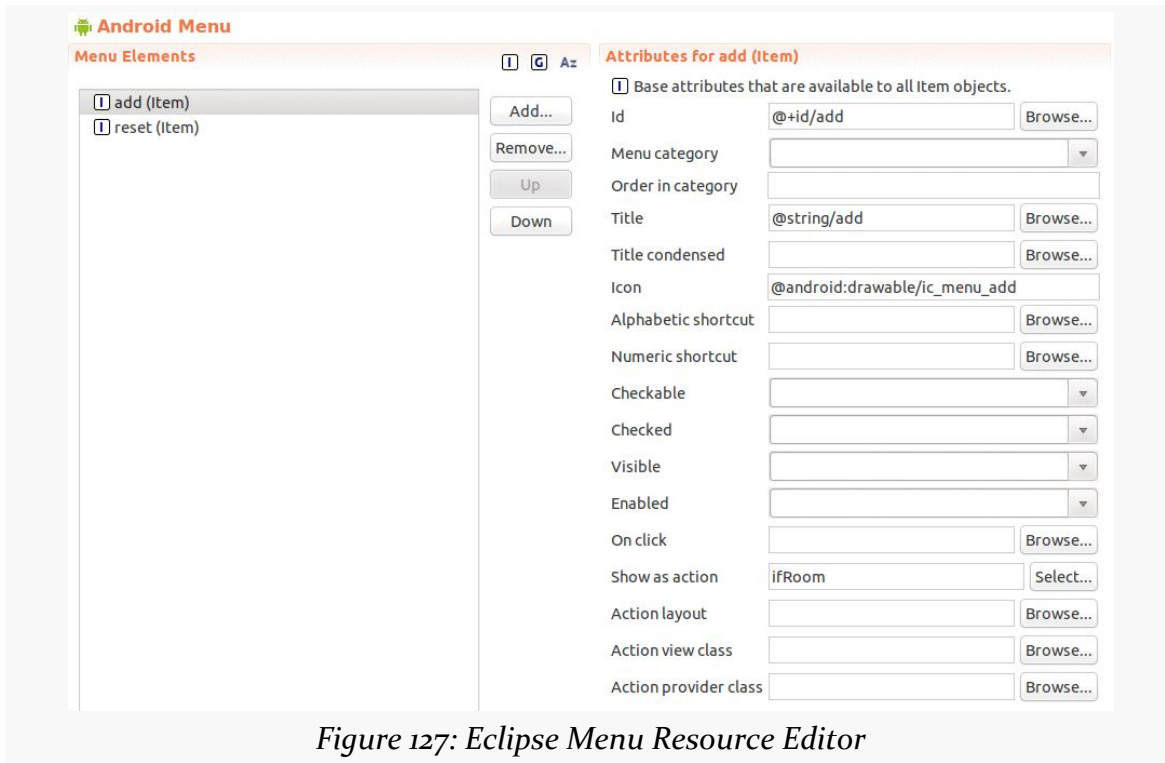 Android Menu
Menu Elements
I G Az
I add (Item)
I reset (Item)
Add...
Remove...
Up
Down
Attributes for add (Item)
I Base attributes that are available to all Item objects.
Id @+id/add Browse...
Menu category
Order in category
Title @string/add Browse...
Title condensed Browse...
Icon @android:drawable/ic_menu_add
Alphabetic shortcut Browse...
Numeric shortcut Browse...
Checkable
Checked
Visible
Enabled
On click Browse...
Show as action ifRoom Select...
Action layout Browse...
Action view class Browse...
Action provider class Browse...
Figure 127: Eclipse Menu Resource Editor